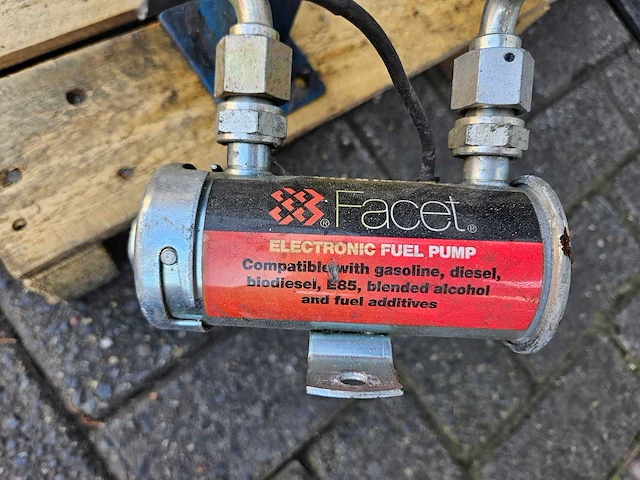 ® Facet®
ELECTRONIC FUEL PUMP
Compatible with gasoline, diesel,
biodiesel, E85, blended alcohol
and fuel additives